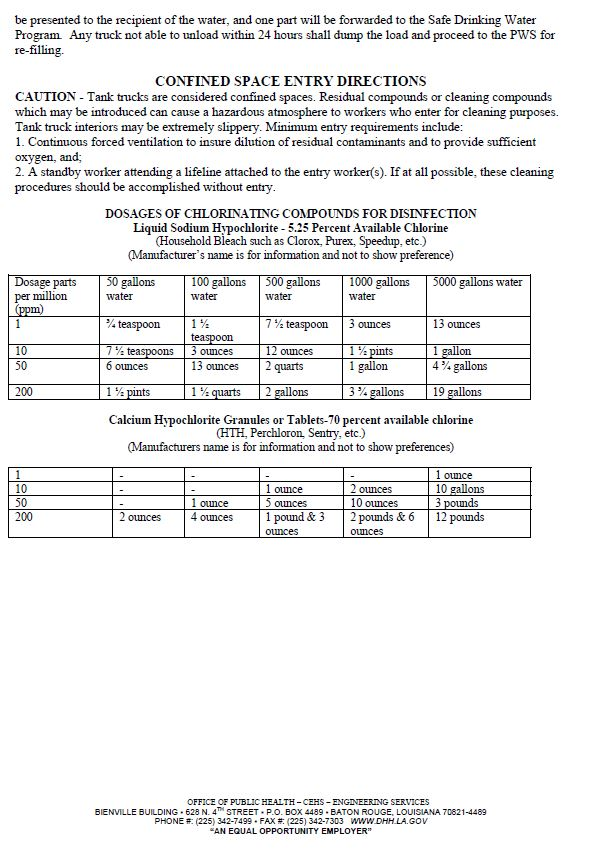 be presented to the recipient of the water, and one part will be forwarded to the Safe Drinking Water
Program. Any truck not able to unload within 24 hours shall dump the load and proceed to the PWS for
re-filling.
CONFINED SPACE ENTRY DIRECTIONS
CAUTION - Tank trucks are considered confined spaces. Residual compounds or cleaning compounds
which may be introduced can cause a hazardous atmosphere to workers who enter for cleaning purposes.
Tank truck interiors may be extremely slippery. Minimum entry requirements include:
1. Continuous forced ventilation to insure dilution of residual contaminants and to provide sufficient
oxygen, and;
2. A standby worker attending a lifeline attached to the entry worker(s). If at all possible, these cleaning
procedures should be accomplished without entry.
DOSAGES OF CHLORINATING COMPOUNDS FOR DISINFECTION
Liquid Sodium Hypochlorite - 5.25 Percent Available Chlorine
(Household Bleach such as Clorox, Purex, Speedup, etc.)
(Manufacturer's name is for information and not to show preference)
Dosage parts per million (ppm) 50 gallons water 100 gallons water 500 gallons water 1000 gallons water 5000 gallons water
1 ¾ teaspoon 1 ½ teaspoon 7 ½ teaspoon 3 ounces 13 ounces
10 7 ½ teaspoons 3 ounces 12 ounces 1 ½ pints 1 gallon
50 6 ounces 13 ounces 2 quarts 1 gallon 4 ¾ gallons
200 1 ½ pints 1 ½ quarts 2 gallons 3 ¾ gallons 19 gallons
Calcium Hypochlorite Granules or Tablets-70 percent available chlorine
(HTH, Perchloron, Sentry, etc.)
(Manufacturers name is for information and not to show preferences)
1 - - - - 1 ounce
10 - - 1 ounce 2 ounces 10 gallons
50 - 1 ounce 5 ounces 10 ounces 3 pounds
200 2 ounces 4 ounces 1 pound & 3 ounces 2 pounds & 6 ounces 12 pounds
OFFICE OF PUBLIC HEALTH – CEHS – ENGINEERING SERVICES
BIENVILLE BUILDING • 628 N. 4TH STREET • P.O. BOX 4489 • BATON ROUGE, LOUISIANA 70821-4489
PHONE #: (225) 342-7499 • FAX #: (225) 342-7303 WWW.DHH.LA.GOV
"AN EQUAL OPPORTUNITY EMPLOYER"